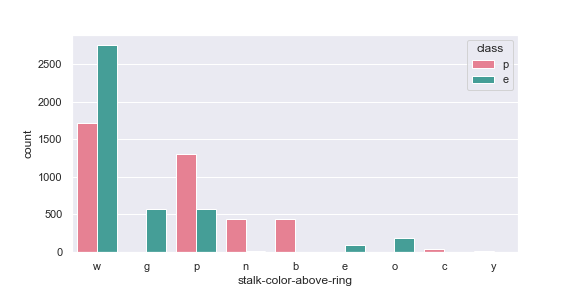 class
p
e
2500
2000
1500
1000
500
0
count
w g p n b e o c y
stalk-color-above-ring